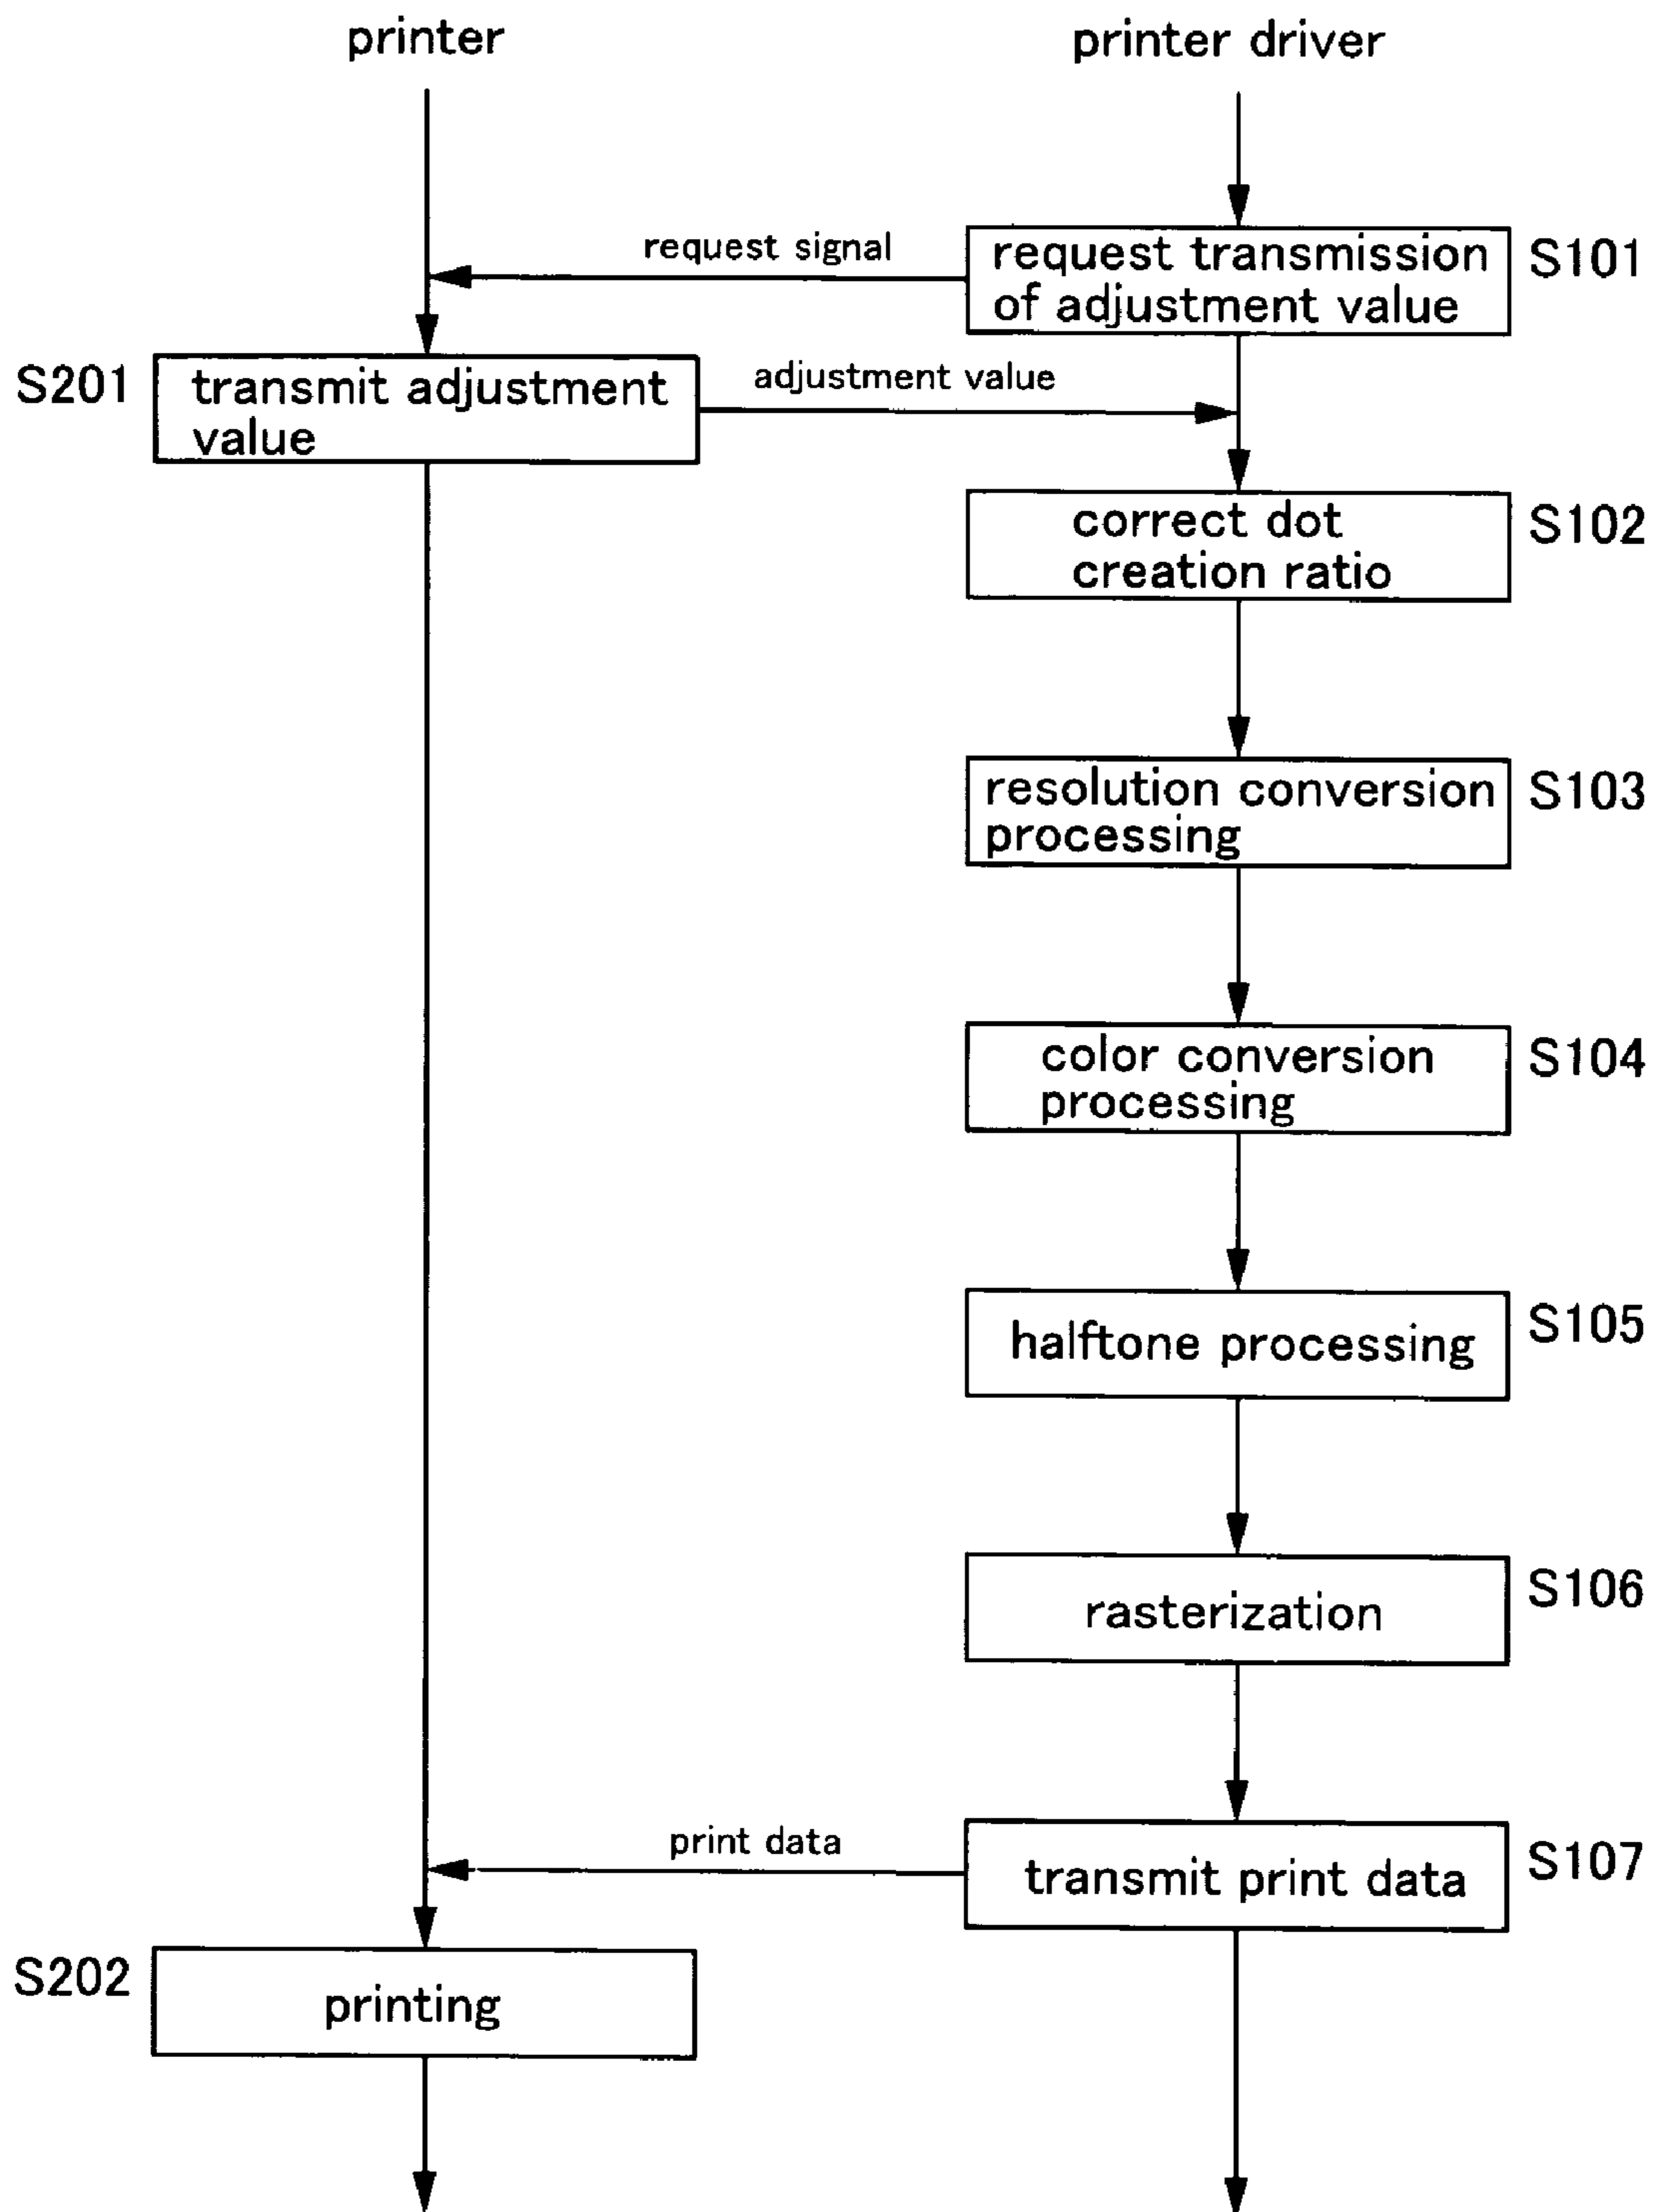 printer
printer driver
request signal
request transmission
of adjustment value
S101
S201
transmit adjustment
value
adjustment value
correct dot
creation ratio
S102
resolution conversion
processing
S103
color conversion
processing
S104
halftone processing
S105
rasterization
S106
print data
transmit print data
S107
S202
printing